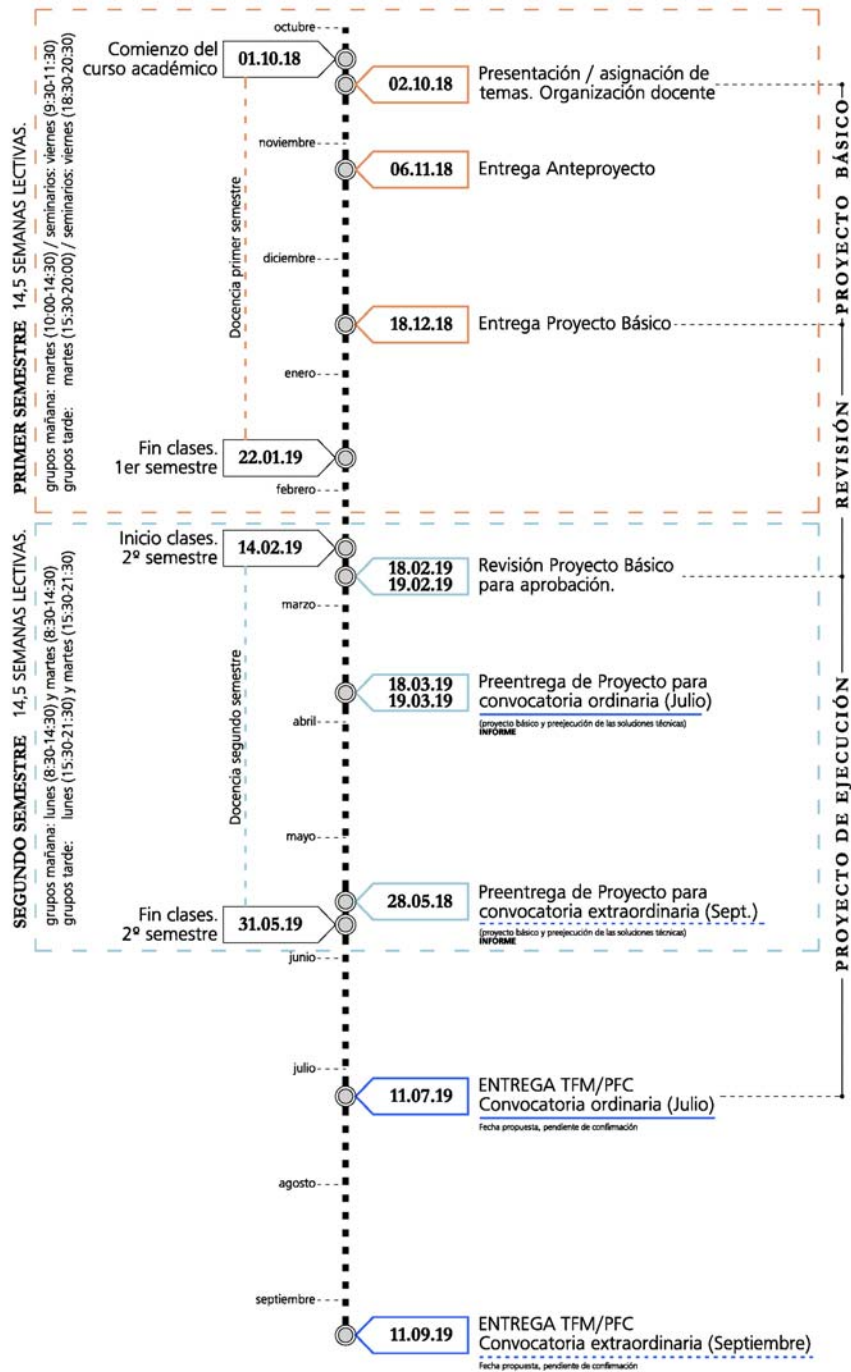 PRIMER SEMESTRE 14,5 SEMANAS LECTIVAS.
grupos mañana: martes (10:00-14:30) / seminarios: viernes (9:30-11:30)
grupos tarde: martes (15:30-20:00) / seminarios: viernes (18:30-20:30)
octubre
Comienzo del
curso académico
01.10.18
02.10.18
Presentación / asignación de
temas. Organización docente
noviembre
06.11.18
Entrega Anteproyecto
Docencia primer semestre
diciembre
18.12.18
Entrega Proyecto Básico
enero
Fin clases.
1er semestre
22.01.19
febrero
PROYECTO BÁSICO
REVISIÓN
SEGUNDO SEMESTRE 14,5 SEMANAS LECTIVAS.
grupos mañana: lunes (8:30-14:30) y martes (8:30-14:30)
grupos tarde: lunes (15:30-21:30) y martes (15:30-21:30)
Inicio clases.
2º semestre
14.02.19
18.02.19
19.02.19
Revisión Proyecto Básico
para aprobación.
marzo
18.03.19
19.03.19
Preentrega de Proyecto para
convocatoria ordinaria (Julio)
(proyecto básico y preejecución de las soluciones técnicas)
INFORME
abril
Docencia segundo semestre
mayo
28.05.18
Preentrega de Proyecto para
convocatoria extraordinaria (Sept.)
(proyecto básico y preejecución de las soluciones técnicas)
INFORME
Fin clases.
2º semestre
31.05.19
junio
PROYECTO DE EJECUCIÓN
julio
11.07.19
ENTREGA TFM/PFC
Convocatoria ordinaria (Julio)
Fecha propuesta, pendiente de confirmación
agosto
septiembre
11.09.19
ENTREGA TFM/PFC
Convocatoria extraordinaria (Septiembre)
Fecha propuesta, pendiente de confirmación